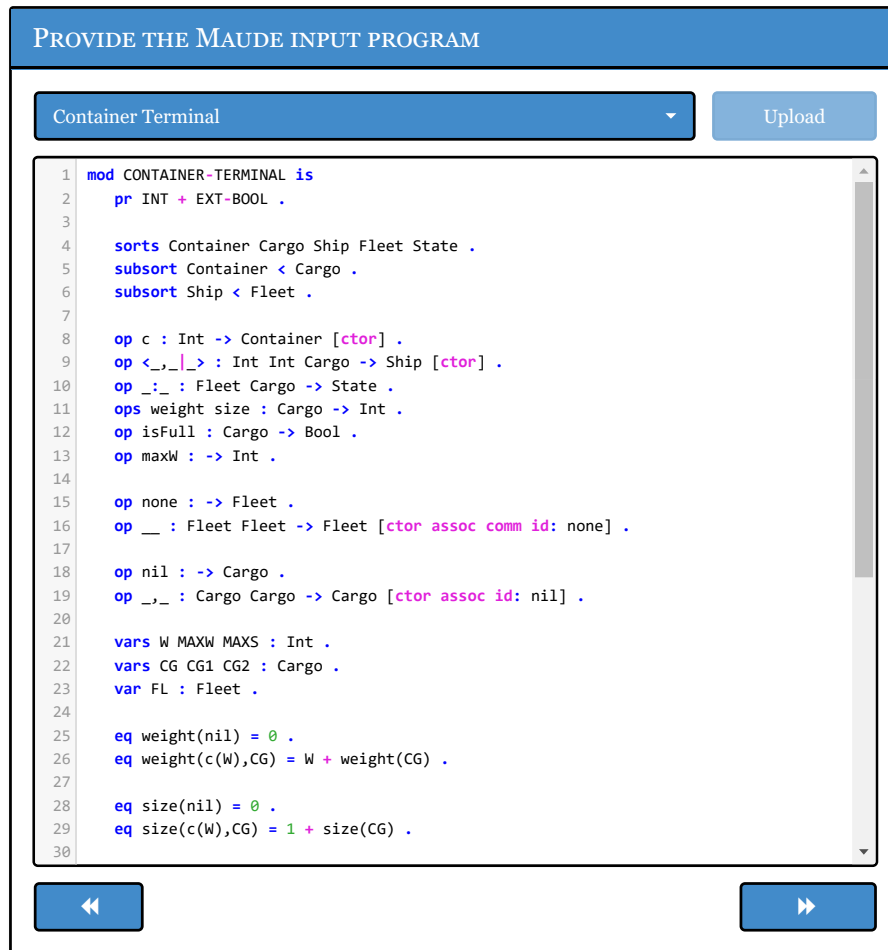 PROVIDE THE MAUDE INPUT PROGRAM
Container Terminal
Upload
1 mod CONTAINER-TERMINAL is
2 pr INT + EXT-BOOL .
3
4 sorts Container Cargo Ship Fleet State .
5 subsort Container < Cargo .
6 subsort Ship < Fleet .
7
8 op c : Int -> Container [ctor] .
9 op <_,_|_> : Int Int Cargo -> Ship [ctor] .
10 op _:_ : Fleet Cargo -> State .
11 ops weight size : Cargo -> Int .
12 op isFull : Cargo -> Bool .
13 op maxW : -> Int .
14
15 op none : -> Fleet .
16 op __ : Fleet Fleet -> Fleet [ctor assoc comm id: none] .
17
18 op nil : -> Cargo .
19 op _,_ : Cargo Cargo -> Cargo [ctor assoc id: nil] .
20
21 vars W MAXW MAXS : Int .
22 vars CG CG1 CG2 : Cargo .
23 var FL : Fleet .
24
25 eq weight(nil) = 0 .
26 eq weight(c(W),CG) = W + weight(CG) .
27
28 eq size(nil) = 0 .
29 eq size(c(W),CG) = 1 + size(CG) .
30